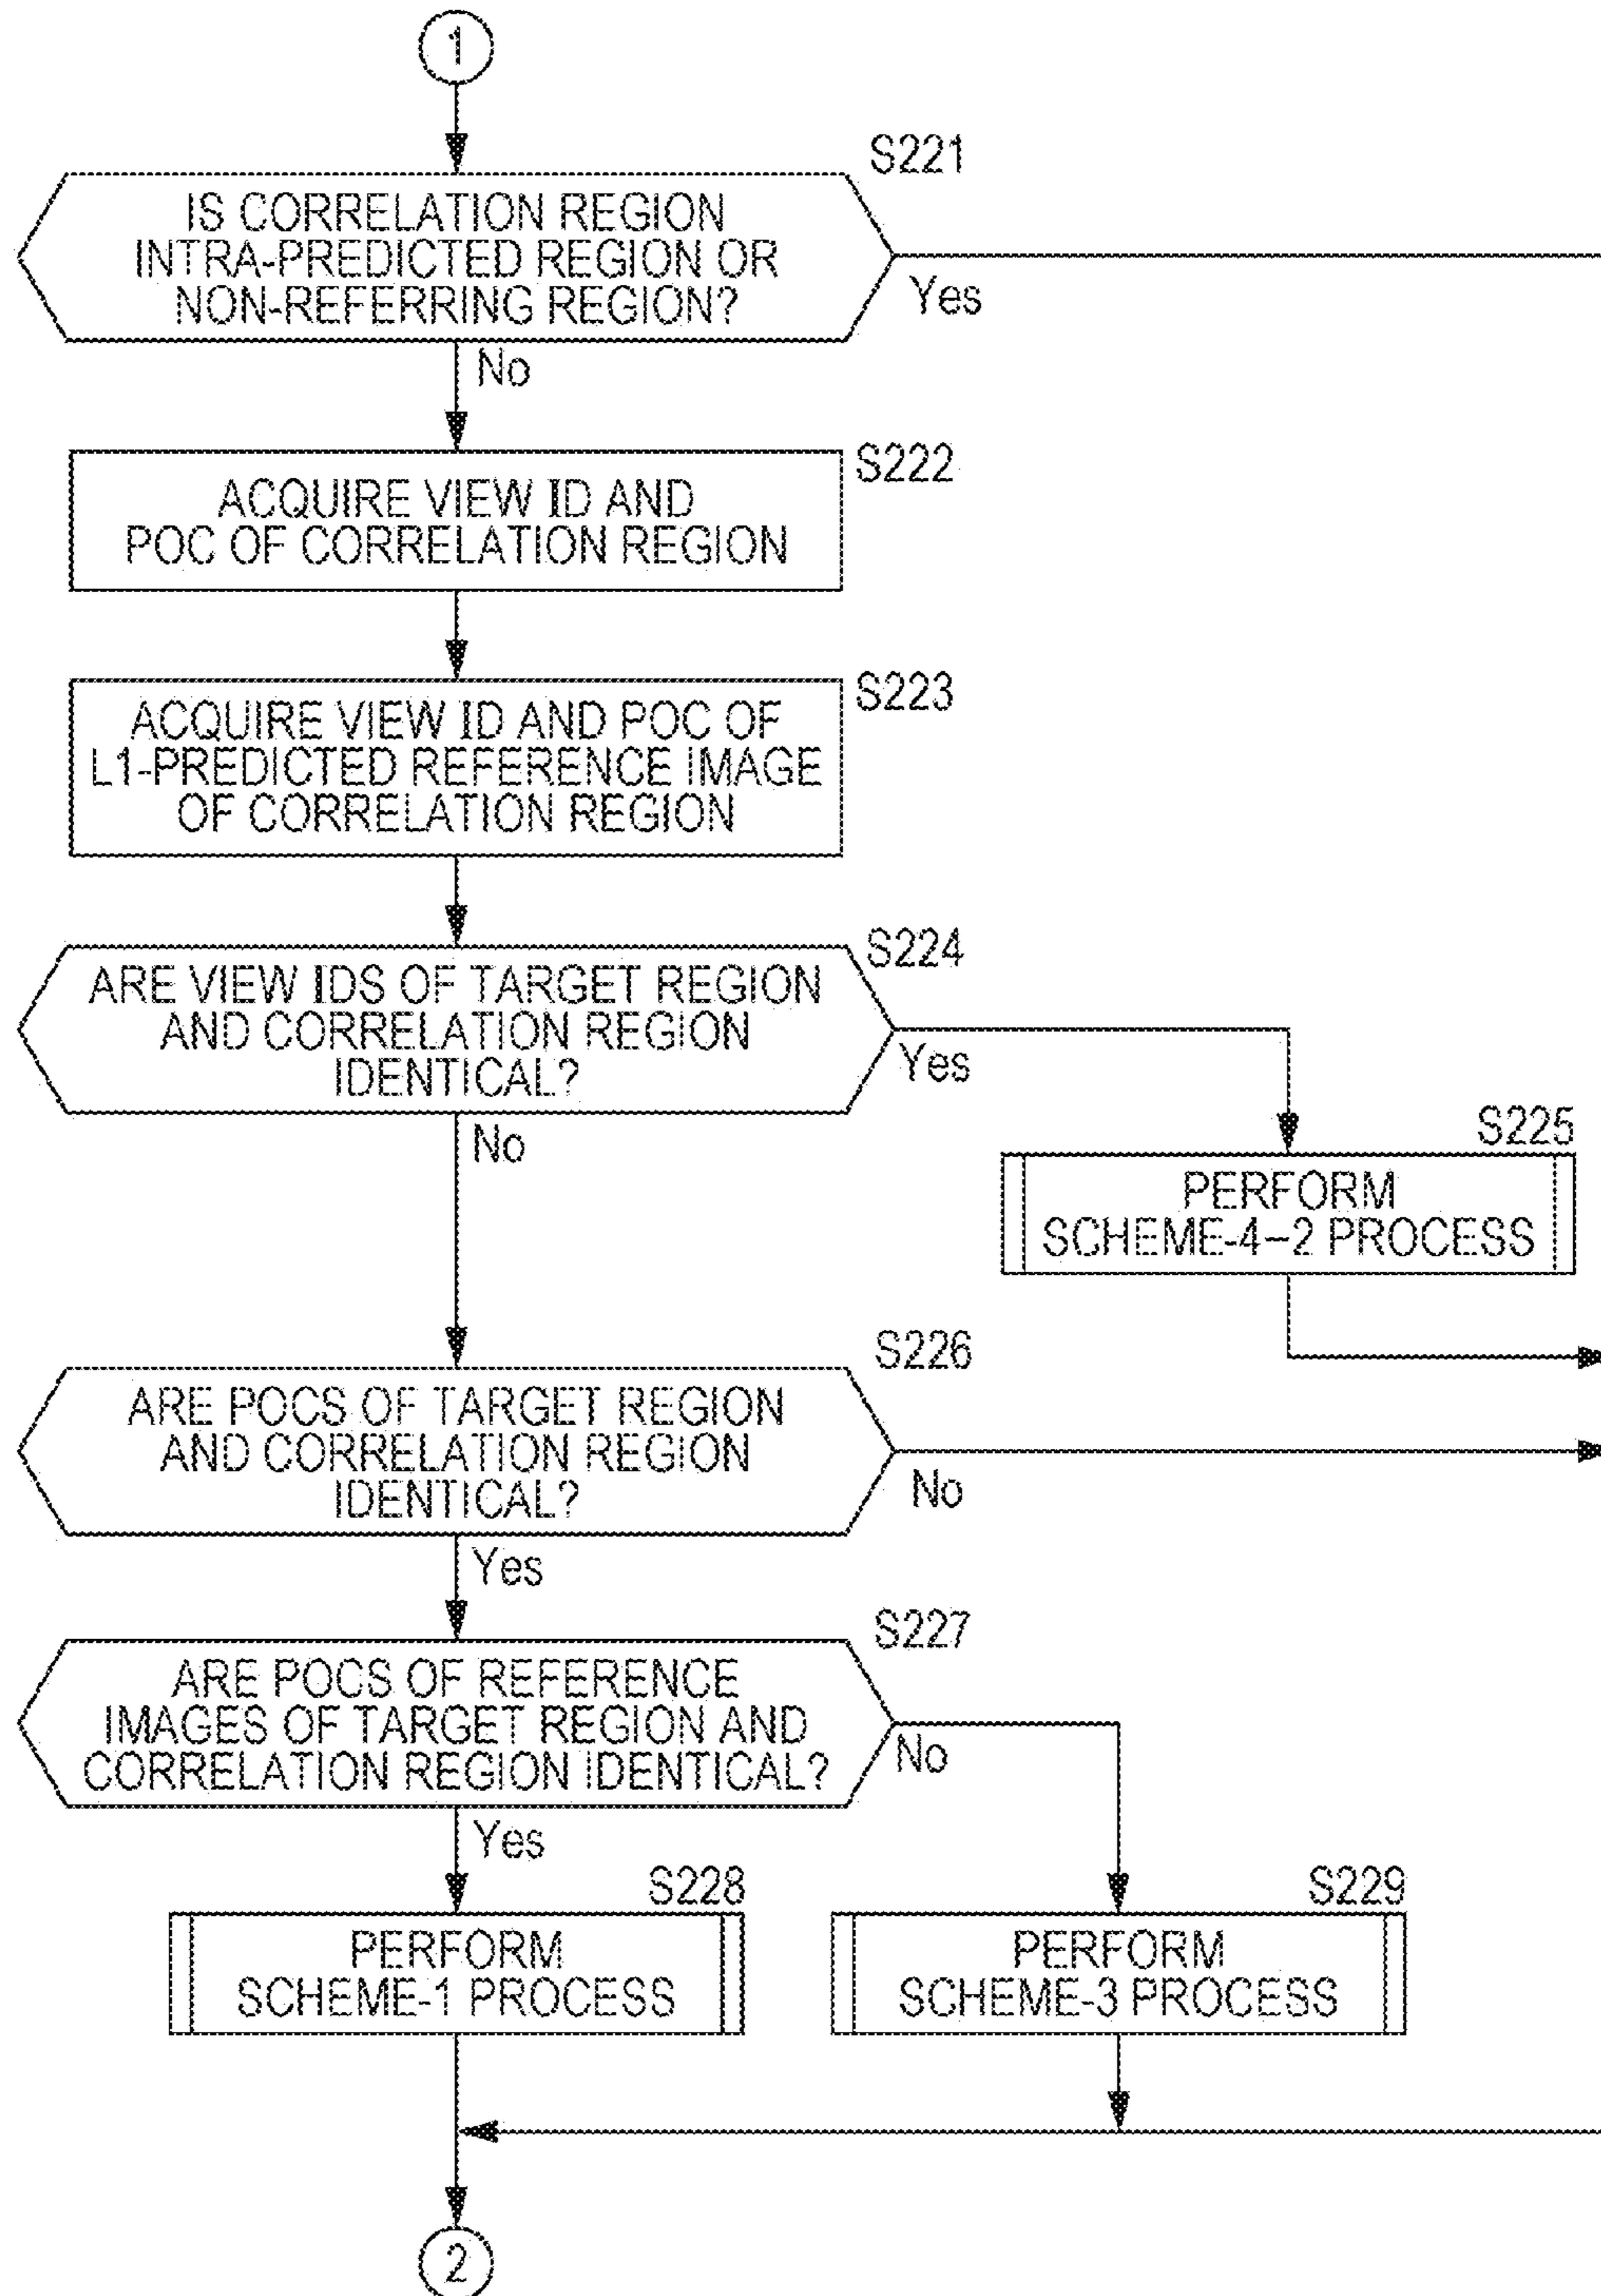 1
S221
IS CORRELATION REGION
INTRA-PREDICTED REGION OR
NON-REFERRING REGION?
Yes
No
S222
ACQUIRE VIEW ID AND
POC OF CORRELATION REGION
S223
ACQUIRE VIEW ID AND POC OF
L1-PREDICTED REFERENCE IMAGE
OF CORRELATION REGION
S224
ARE VIEW IDS OF TARGET REGION
AND CORRELATION REGION
IDENTICAL?
Yes
No
S225
PERFORM
SCHEME-4-2 PROCESS
S226
ARE POCS OF TARGET REGION
AND CORRELATION REGION
IDENTICAL?
No
Yes
S227
ARE POCS OF REFERENCE
IMAGES OF TARGET REGION AND
CORRELATION REGION IDENTICAL?
No
Yes
S228
PERFORM
SCHEME-1 PROCESS
S229
PERFORM
SCHEME-3 PROCESS
2